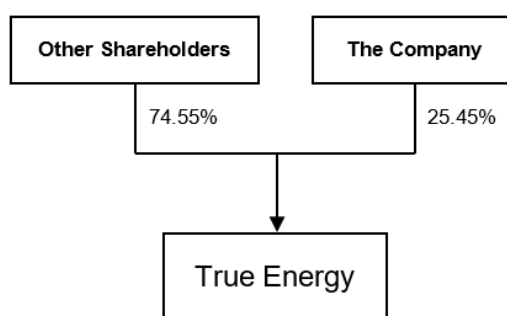 Other Shareholders
The Company
74.55%
25.45%
True Energy